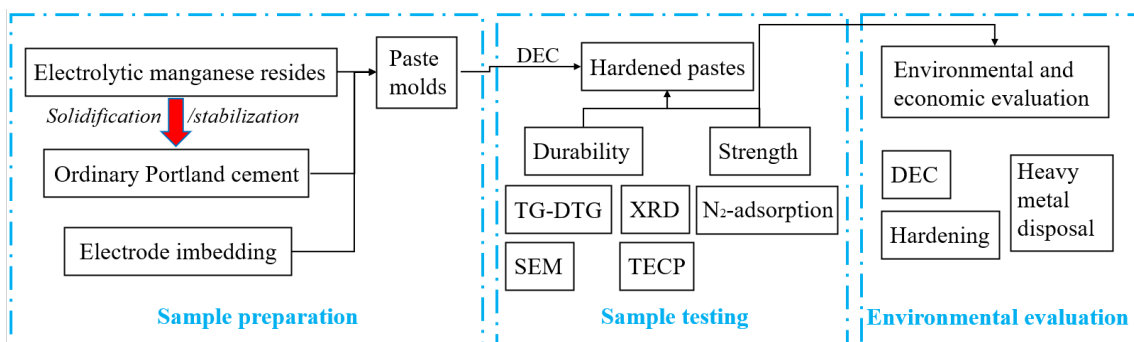 Electrolytic manganese resides
Solidification /stabilization
Ordinary Portland cement
Electrode imbedding
Paste
molds
Sample preparation
DEC
Hardened pastes
Durability
Strength
TG-DTG
XRD
N2-adsorption
SEM
TECP
Sample testing
Environmental and
economic evaluation
DEC
Hardening
Heavy
metal
disposal
Environmental evaluation